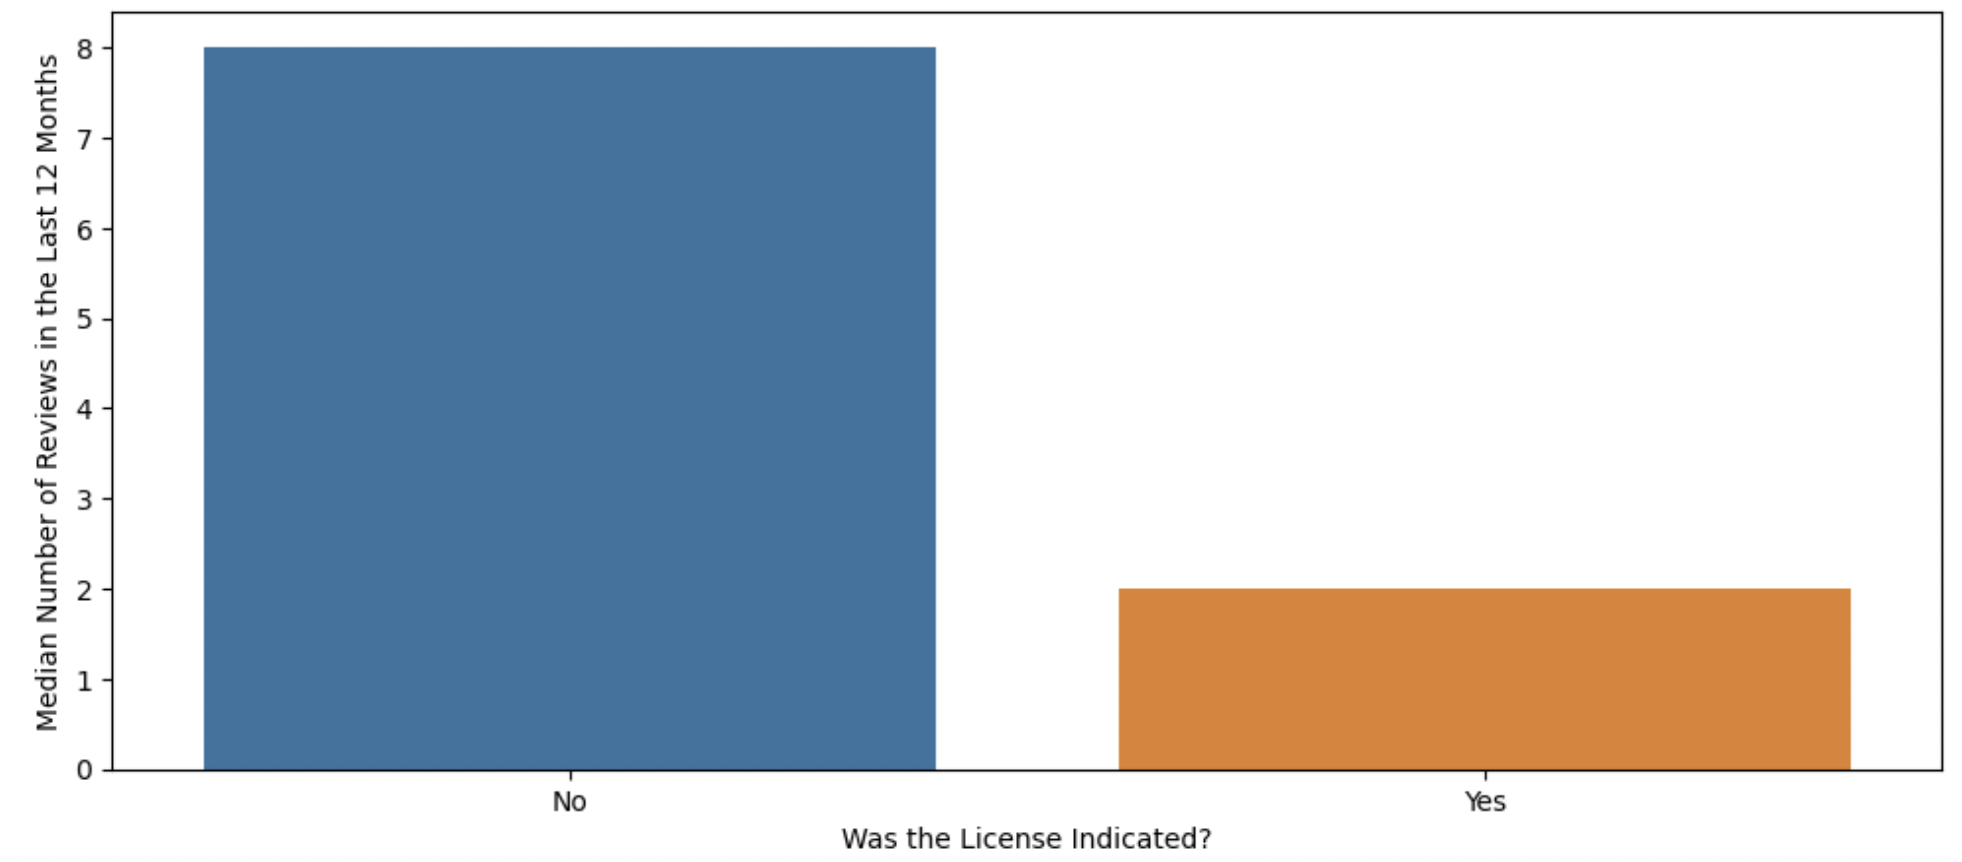 Median Number of Reviews in the Last 12 Months
8
7
6
5
4
3
2
1
0
No
Yes
Was the License Indicated?